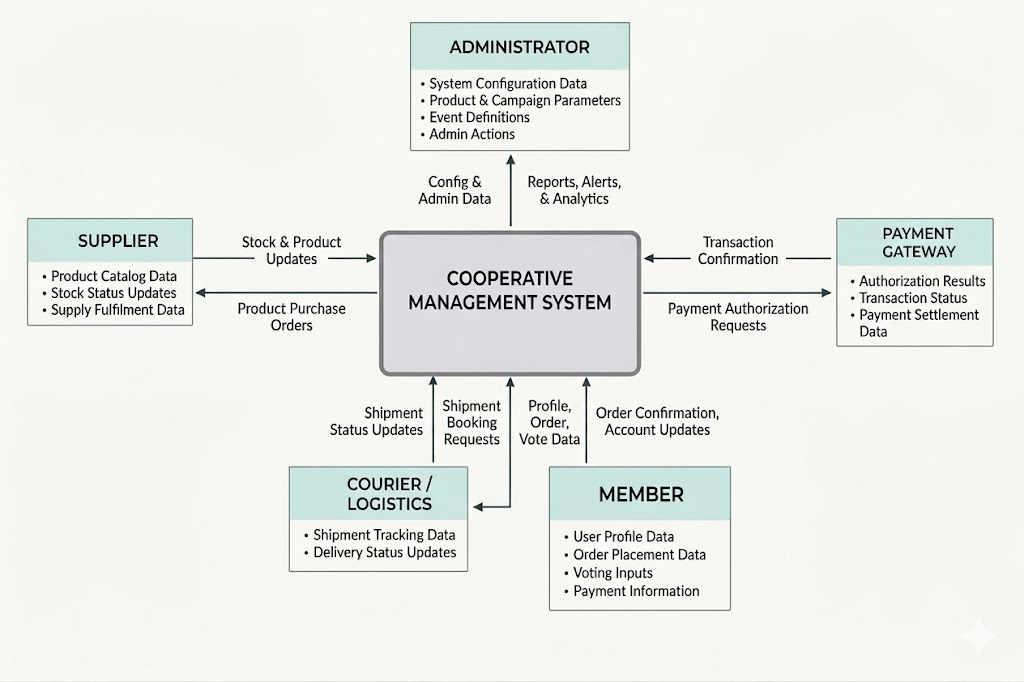 ADMINISTRATOR
• System Configuration Data
• Product & Campaign Parameters
• Event Definitions
• Admin Actions
Config &
Admin Data
Reports, Alerts,
& Analytics
SUPPLIER
• Product Catalog Data
• Stock Status Updates
• Supply Fulfilment Data
Stock & Product
Updates
Product Purchase
Orders
COOPERATIVE
MANAGEMENT SYSTEM
Transaction
Confirmation
Payment Authorization
Requests
PAYMENT
GATEWAY
• Authorization Results
• Transaction Status
• Payment Settlement
Data
Shipment
Status Updates
Shipment
Booking
Requests
Profile,
Order,
Vote Data
Order Confirmation,
Account Updates
COURIER /
LOGISTICS
• Shipment Tracking Data
• Delivery Status Updates
MEMBER
• User Profile Data
• Order Placement Data
• Voting Inputs
• Payment Information